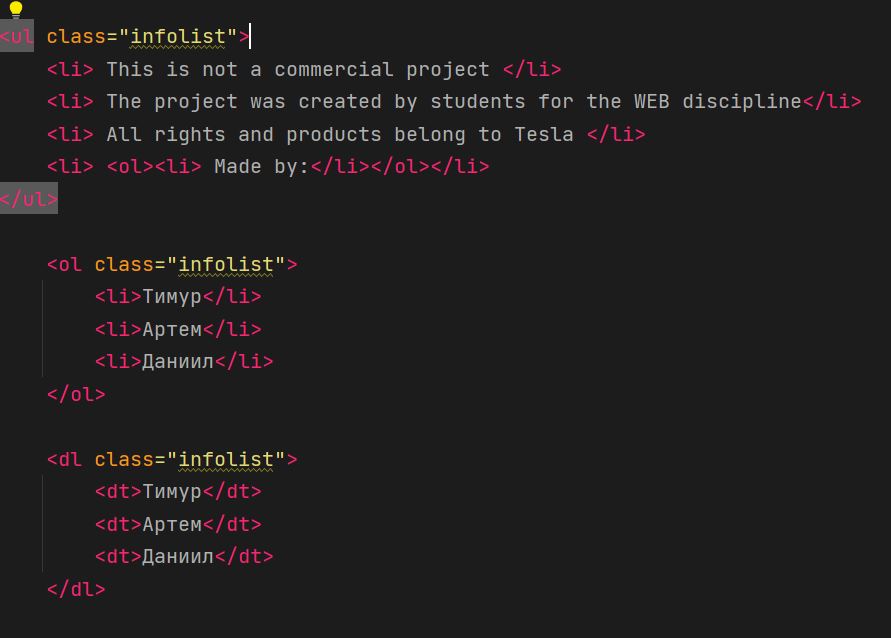 <ul class="infolist">
<li> This is not a commercial project </li>
<li> The project was created by students for the WEB discipline</li>
<li> All rights and products belong to Tesla </li>
<li> <ol><li> Made by:</li></ol></li>
</ul>
<ol class="infolist">
<li>Тимур</li>
<li>Артем</li>
<li>Даниил</li>
</ol>
<dl class="infolist">
<dt>Тимур</dt>
<dt>Артем</dt>
<dt>Даниил</dt>
</dl>